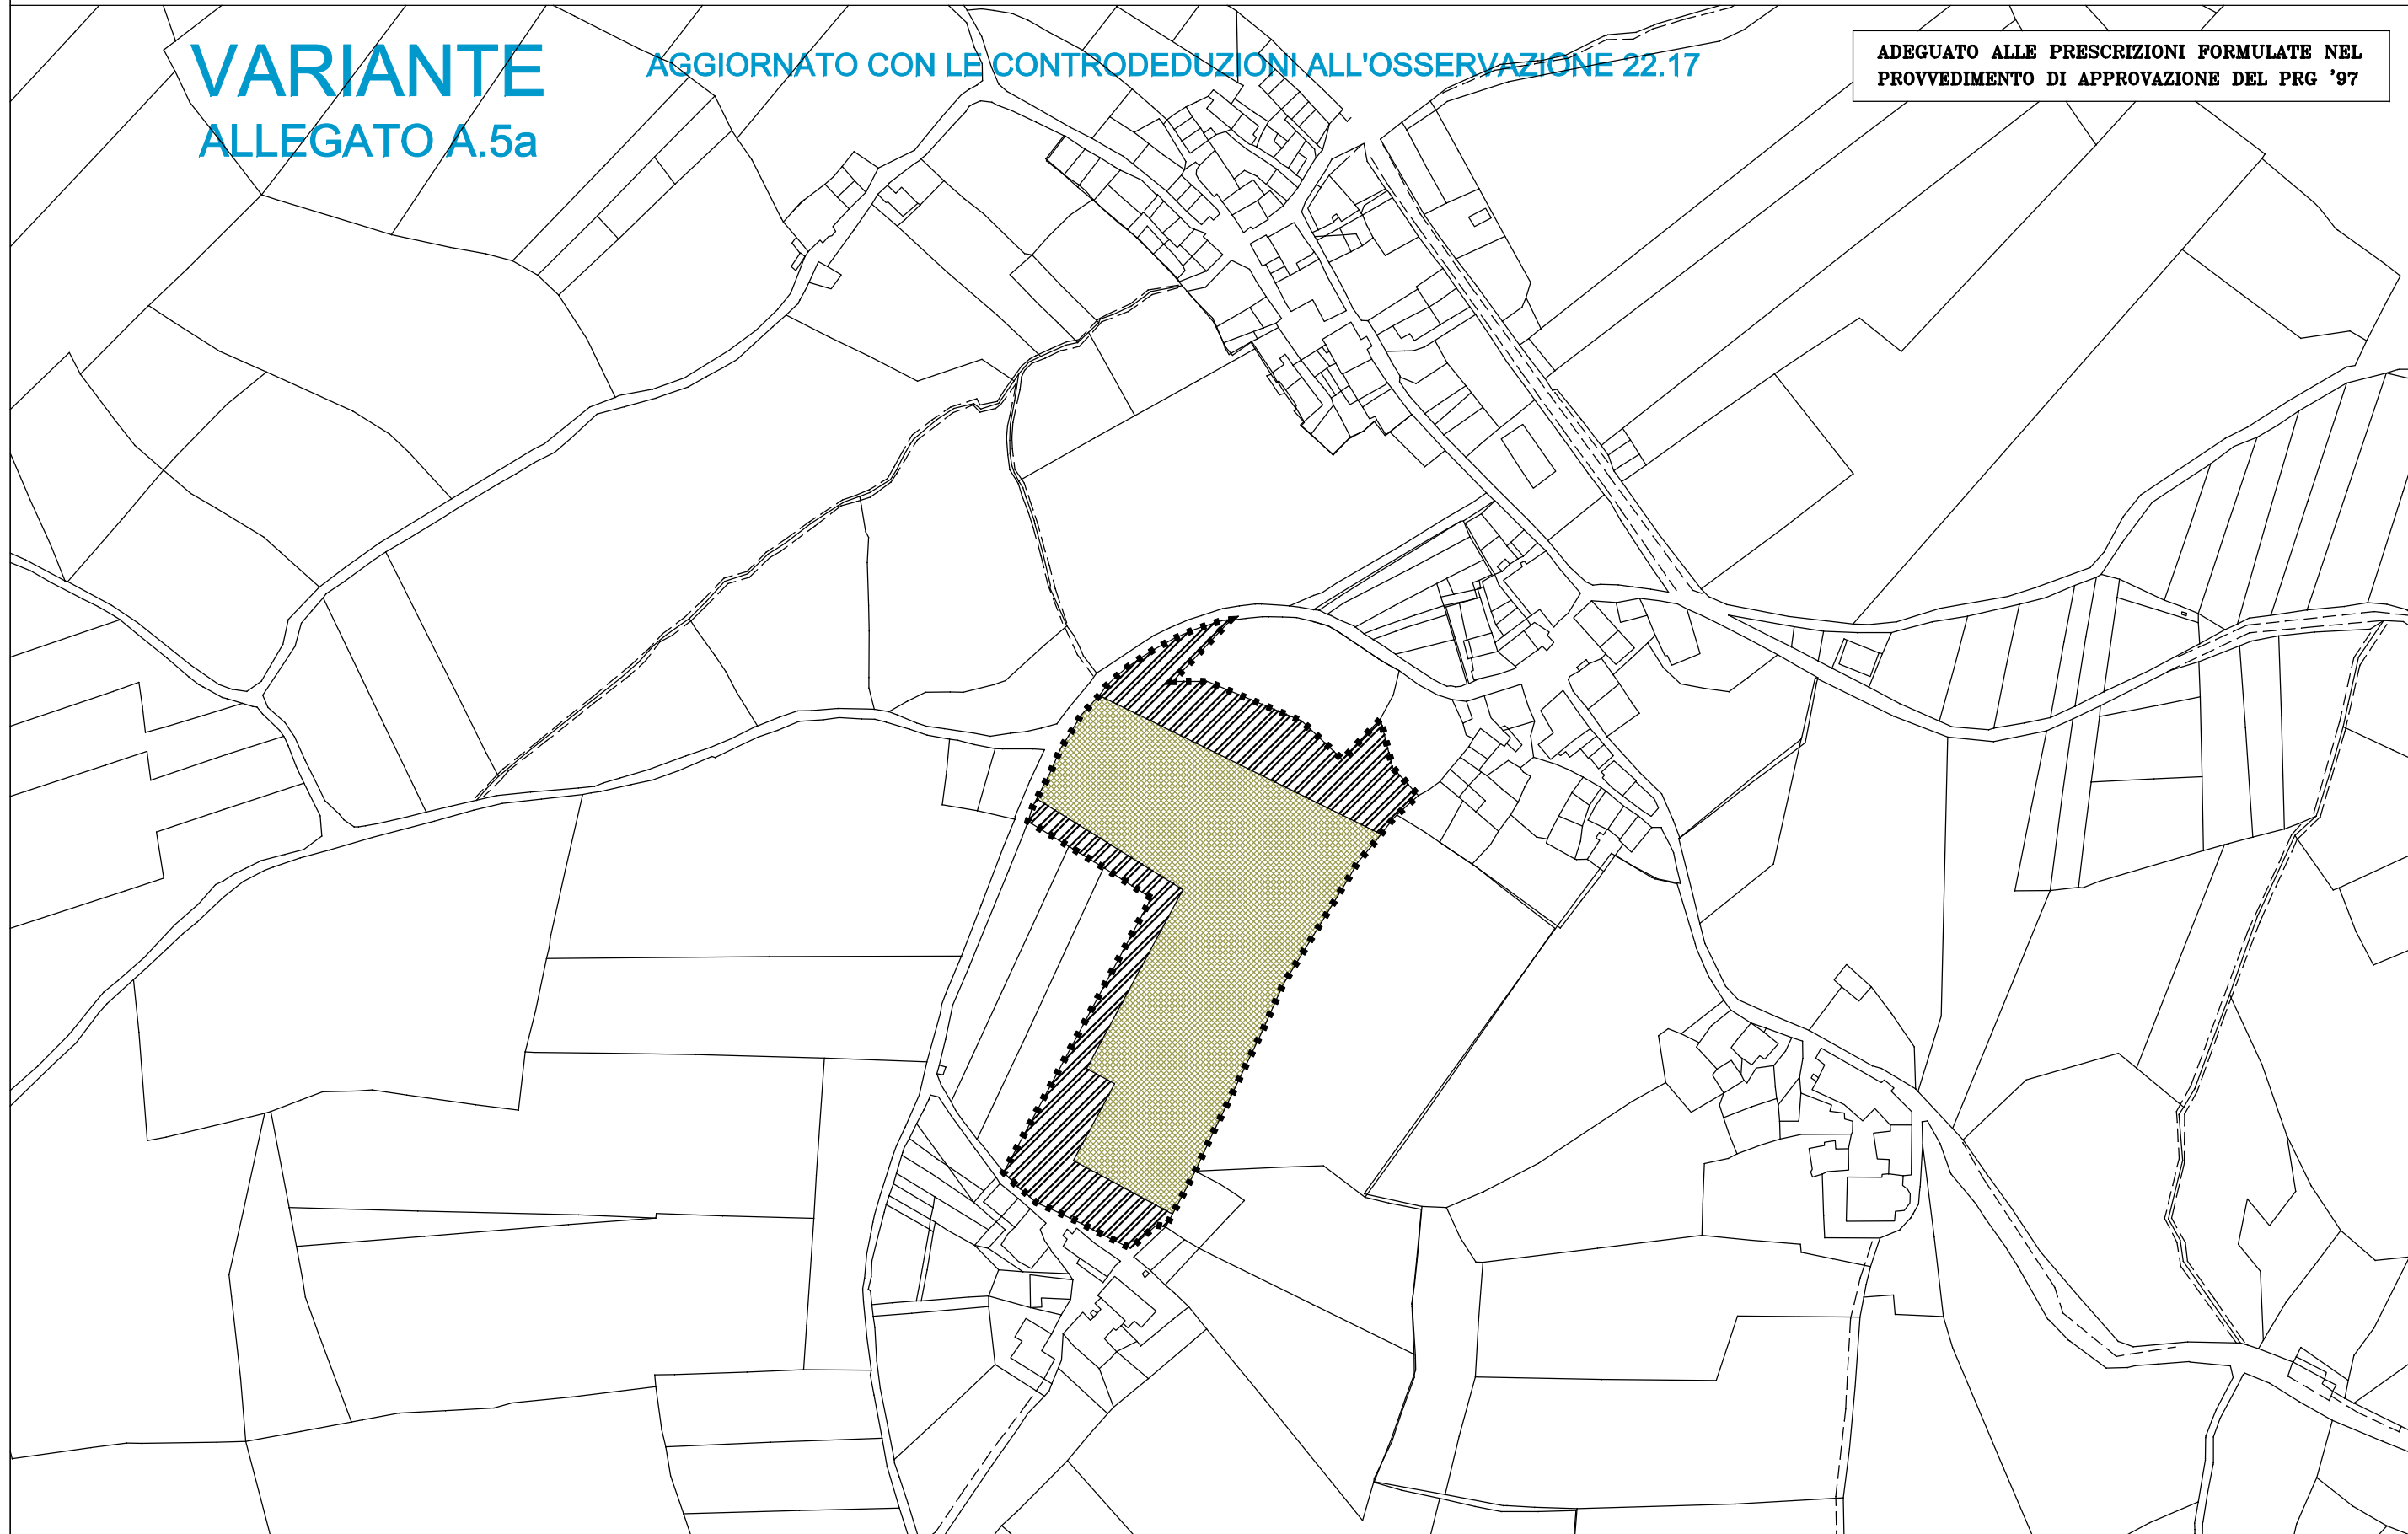 VARIANTE
ALLEGATO A.5a
AGGIORNATO CON LE CONTRODEDUZIONI ALL'OSSERVAZIONE 22.17
ADEGUATO ALLE PRESCRIZIONI FORMULATE NEL
PROVVEDIMENTO DI APPROVAZIONE DEL PRG '97